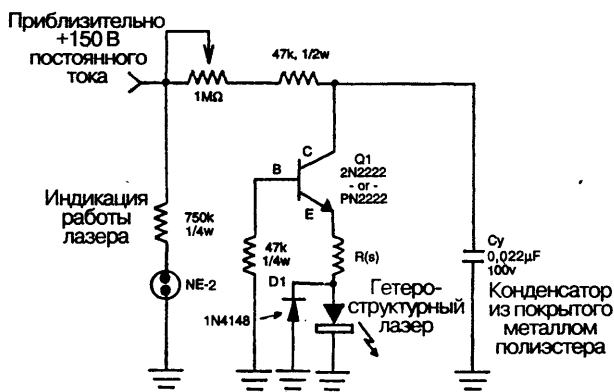 Приблизительно
+150 В
постоянного
тока
47k, 1/2w
1MΩ
C
B
E
Q1
2N2222
- or -
PN2222
Индикация
работы
лазера
750k
1/4w
NE-2
47k
1/4w
R(s)
D1
1N4148
Гетеро-
структурный
лазер
Cy
0,022µF
100v
Конденсатор
из покрытого
металлом
полиэстера